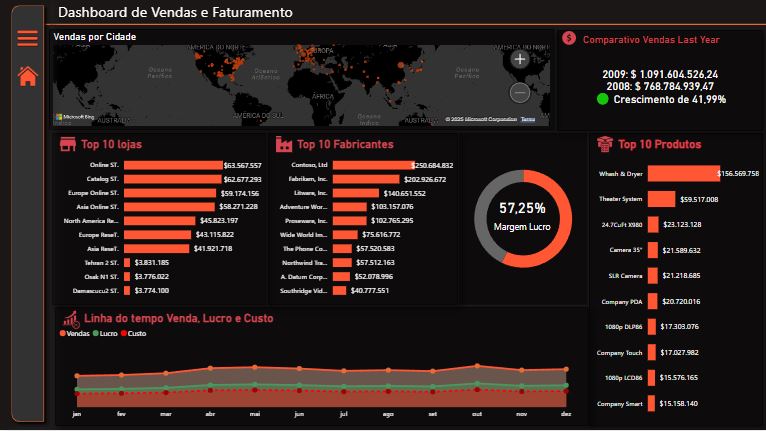 Dashboard de Vendas e Faturamento
Vendas por Cidade
AMÉRICA DO NORTE
EUROPA
AMÉRICA DO NORTE
Oceano
Pacífico
Oceano
Atlântico
Oceano
Pacífico
ÁFRICA
AMÉRICA DO SUL
AUSTRÁLIA
Oceano
Índico
AUSTRÁLIA
Microsoft Bing
© 2025 Microsoft Corporation Terms
Comparativo Vendas Last Year
2009: $ 1.091.604.526,24
2008: $ 768.784.939,47
Crescimento de 41,99%
Top 10 lojas
Online ST. $63.567.557
Catalog ST. $62.677.293
Europe Online ST. $59.174.156
Asia Online ST. $58.271.228
North America Re... $45.823.197
Europe ReseT. $43.115.822
Asia ReseT. $41.921.718
Tehran 2 ST. $3.831.185
Osak N1 ST. $3.776.022
Damascucu2 ST. $3.774.100
Top 10 Fabricantes
Contoso, Ltd $250.684.832
Fabrikam, Inc. $202.926.672
Litware, Inc. $140.651.552
Adventure Wor... $103.157.076
Proseware, Inc. $102.765.295
Wide World Im... $75.616.772
The Phone Co... $57.520.583
Northwind Tra... $57.512.163
A. Datum Corp... $52.078.996
Southridge Vid... $40.777.551
57,25%
Margem Lucro
Top 10 Produtos
Whash & Dryer $156.569.758
Theater System $59.517.008
24.7CuFt X980 $23.123.128
Camera 35" $21.589.632
SLR Camera $21.218.685
Company PDA $20.720.016
1080p DLP86 $17.303.076
Company Touch $17.027.982
1080p LCD86 $15.576.165
Company Smart $15.158.140
Linha do tempo Venda, Lucro e Custo
Vendas Lucro Custo
jan fev mar abr mai jun jul ago set out nov dez